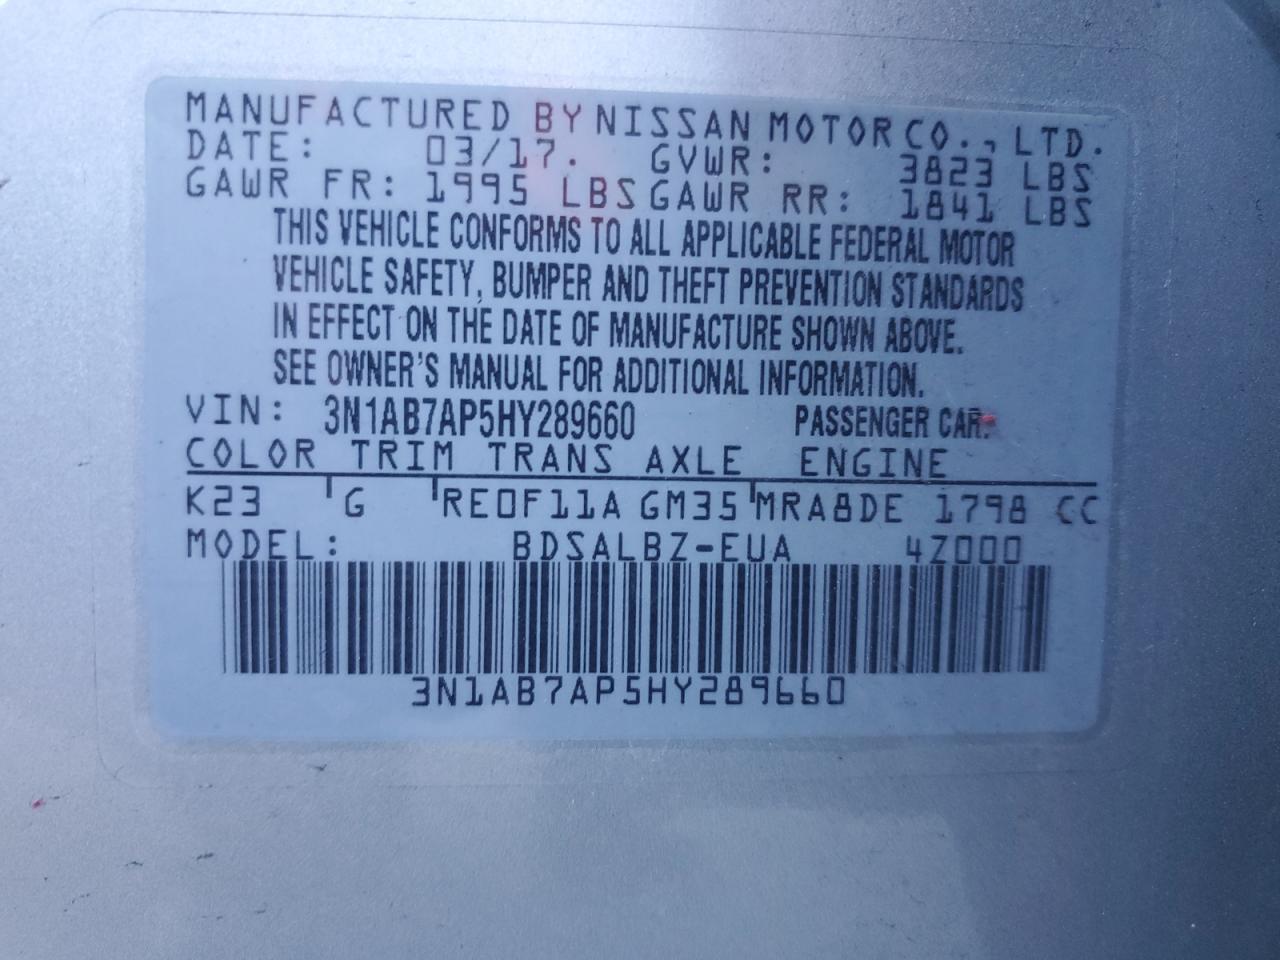 MANUFACTURED BY NISSAN MOTOR CO., LTD.
DATE: 03/17. GVWR: 3823 LBS
GAWR FR: 1995 LBS GAWR RR: 1841 LBS
THIS VEHICLE CONFORMS TO ALL APPLICABLE FEDERAL MOTOR
VEHICLE SAFETY, BUMPER AND THEFT PREVENTION STANDARDS
IN EFFECT ON THE DATE OF MANUFACTURE SHOWN ABOVE.
SEE OWNER'S MANUAL FOR ADDITIONAL INFORMATION.
VIN: 3N1AB7AP5HY289660 PASSENGER CAR.
COLOR TRIM TRANS AXLE ENGINE
K23 G RE0F11A GM35 MRA8DE 1798 CC
MODEL: BDSALBZ-EUA 4Z000
3N1AB7AP5HY289660